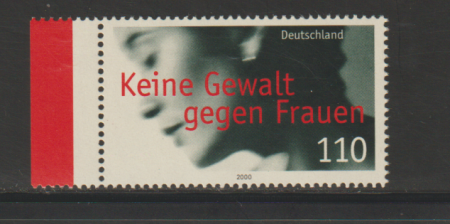 Deutschland
Keine Gewalt
gegen Frauen
110
2000